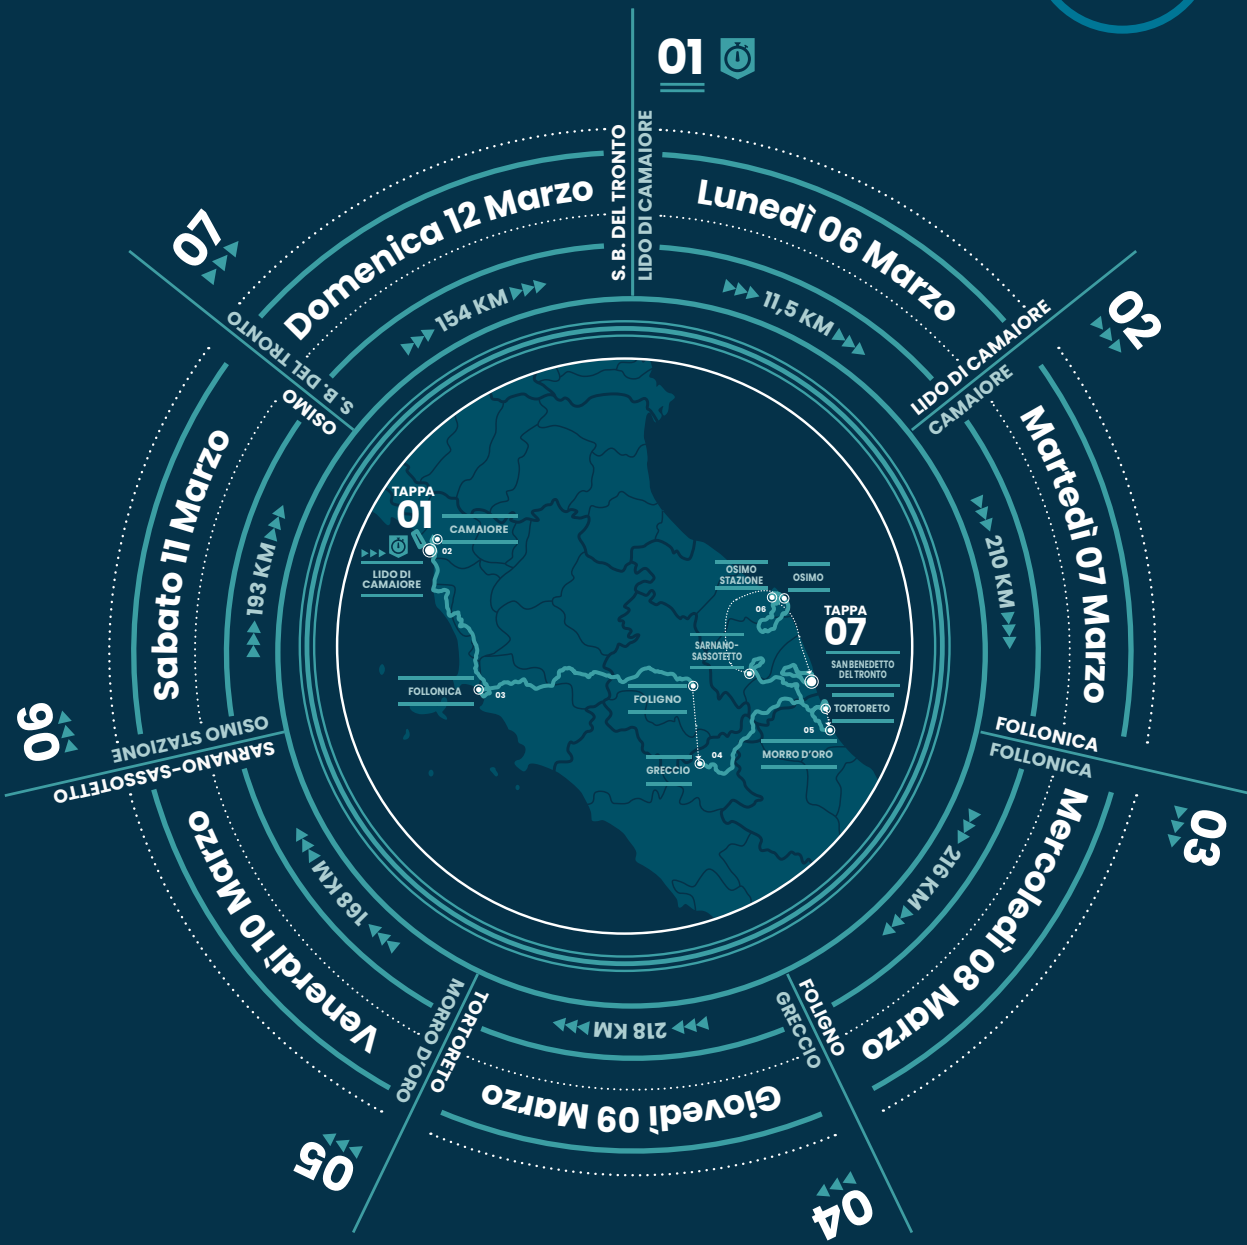 01
LIDO DI CAMAIORE
Lunedì 06 Marzo
11,5 KM
LIDO DI CAMAIORE
02
CAMAIORE
Martedì 07 Marzo
210 KM
FOLLONICA
03
FOLLONICA
Mercoledì 08 Marzo
216 KM
FOLIGNO
04
GRECCIO
Giovedì 09 Marzo
218 KM
TORTORETO
05
MORRO D'ORO
Venerdì 10 Marzo
168 KM
SARNANO-SASSOTETTO
06
OSIMO STAZIONE
Sabato 11 Marzo
193 KM
OSIMO
07
S. B. DEL TRONTO
Domenica 12 Marzo
154 KM
S. B. DEL TRONTO
TAPPA
01
CAMAIORE
02
LIDO DI
CAMAIORE
FOLLONICA
03
FOLIGNO
GRECCIO
04
OSIMO
STAZIONE
OSIMO
06
TAPPA
07
SARNANO-
SASSOTETTO
SAN BENEDETTO
DEL TRONTO
TORTORETO
05
MORRO D'ORO